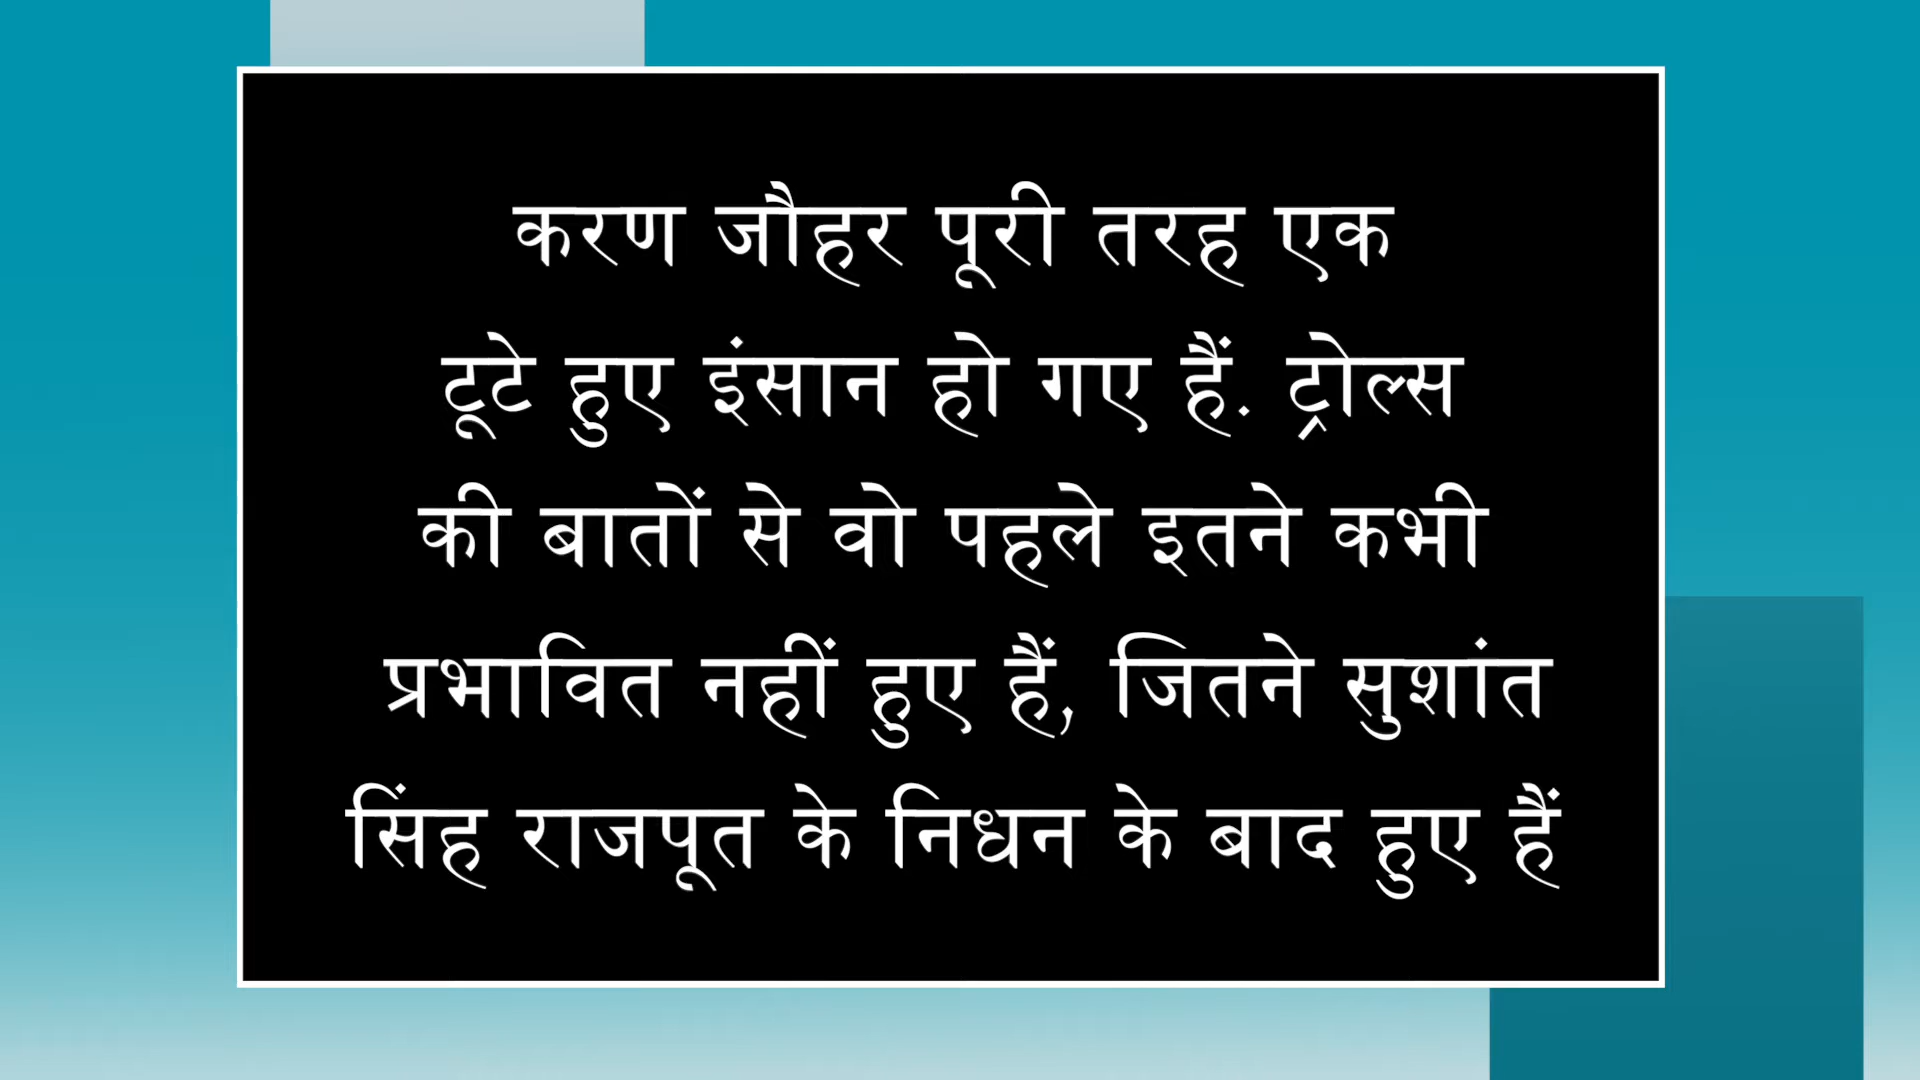 करण जौहर पूरी तरह एक
टूटे हुए इंसान हो गए हैं. ट्रोल्स
की बातों से वो पहले इतने कभी
प्रभावित नहीं हुए हैं, जितने सुशांत
सिंह राजपूत के निधन के बाद हुए हैं